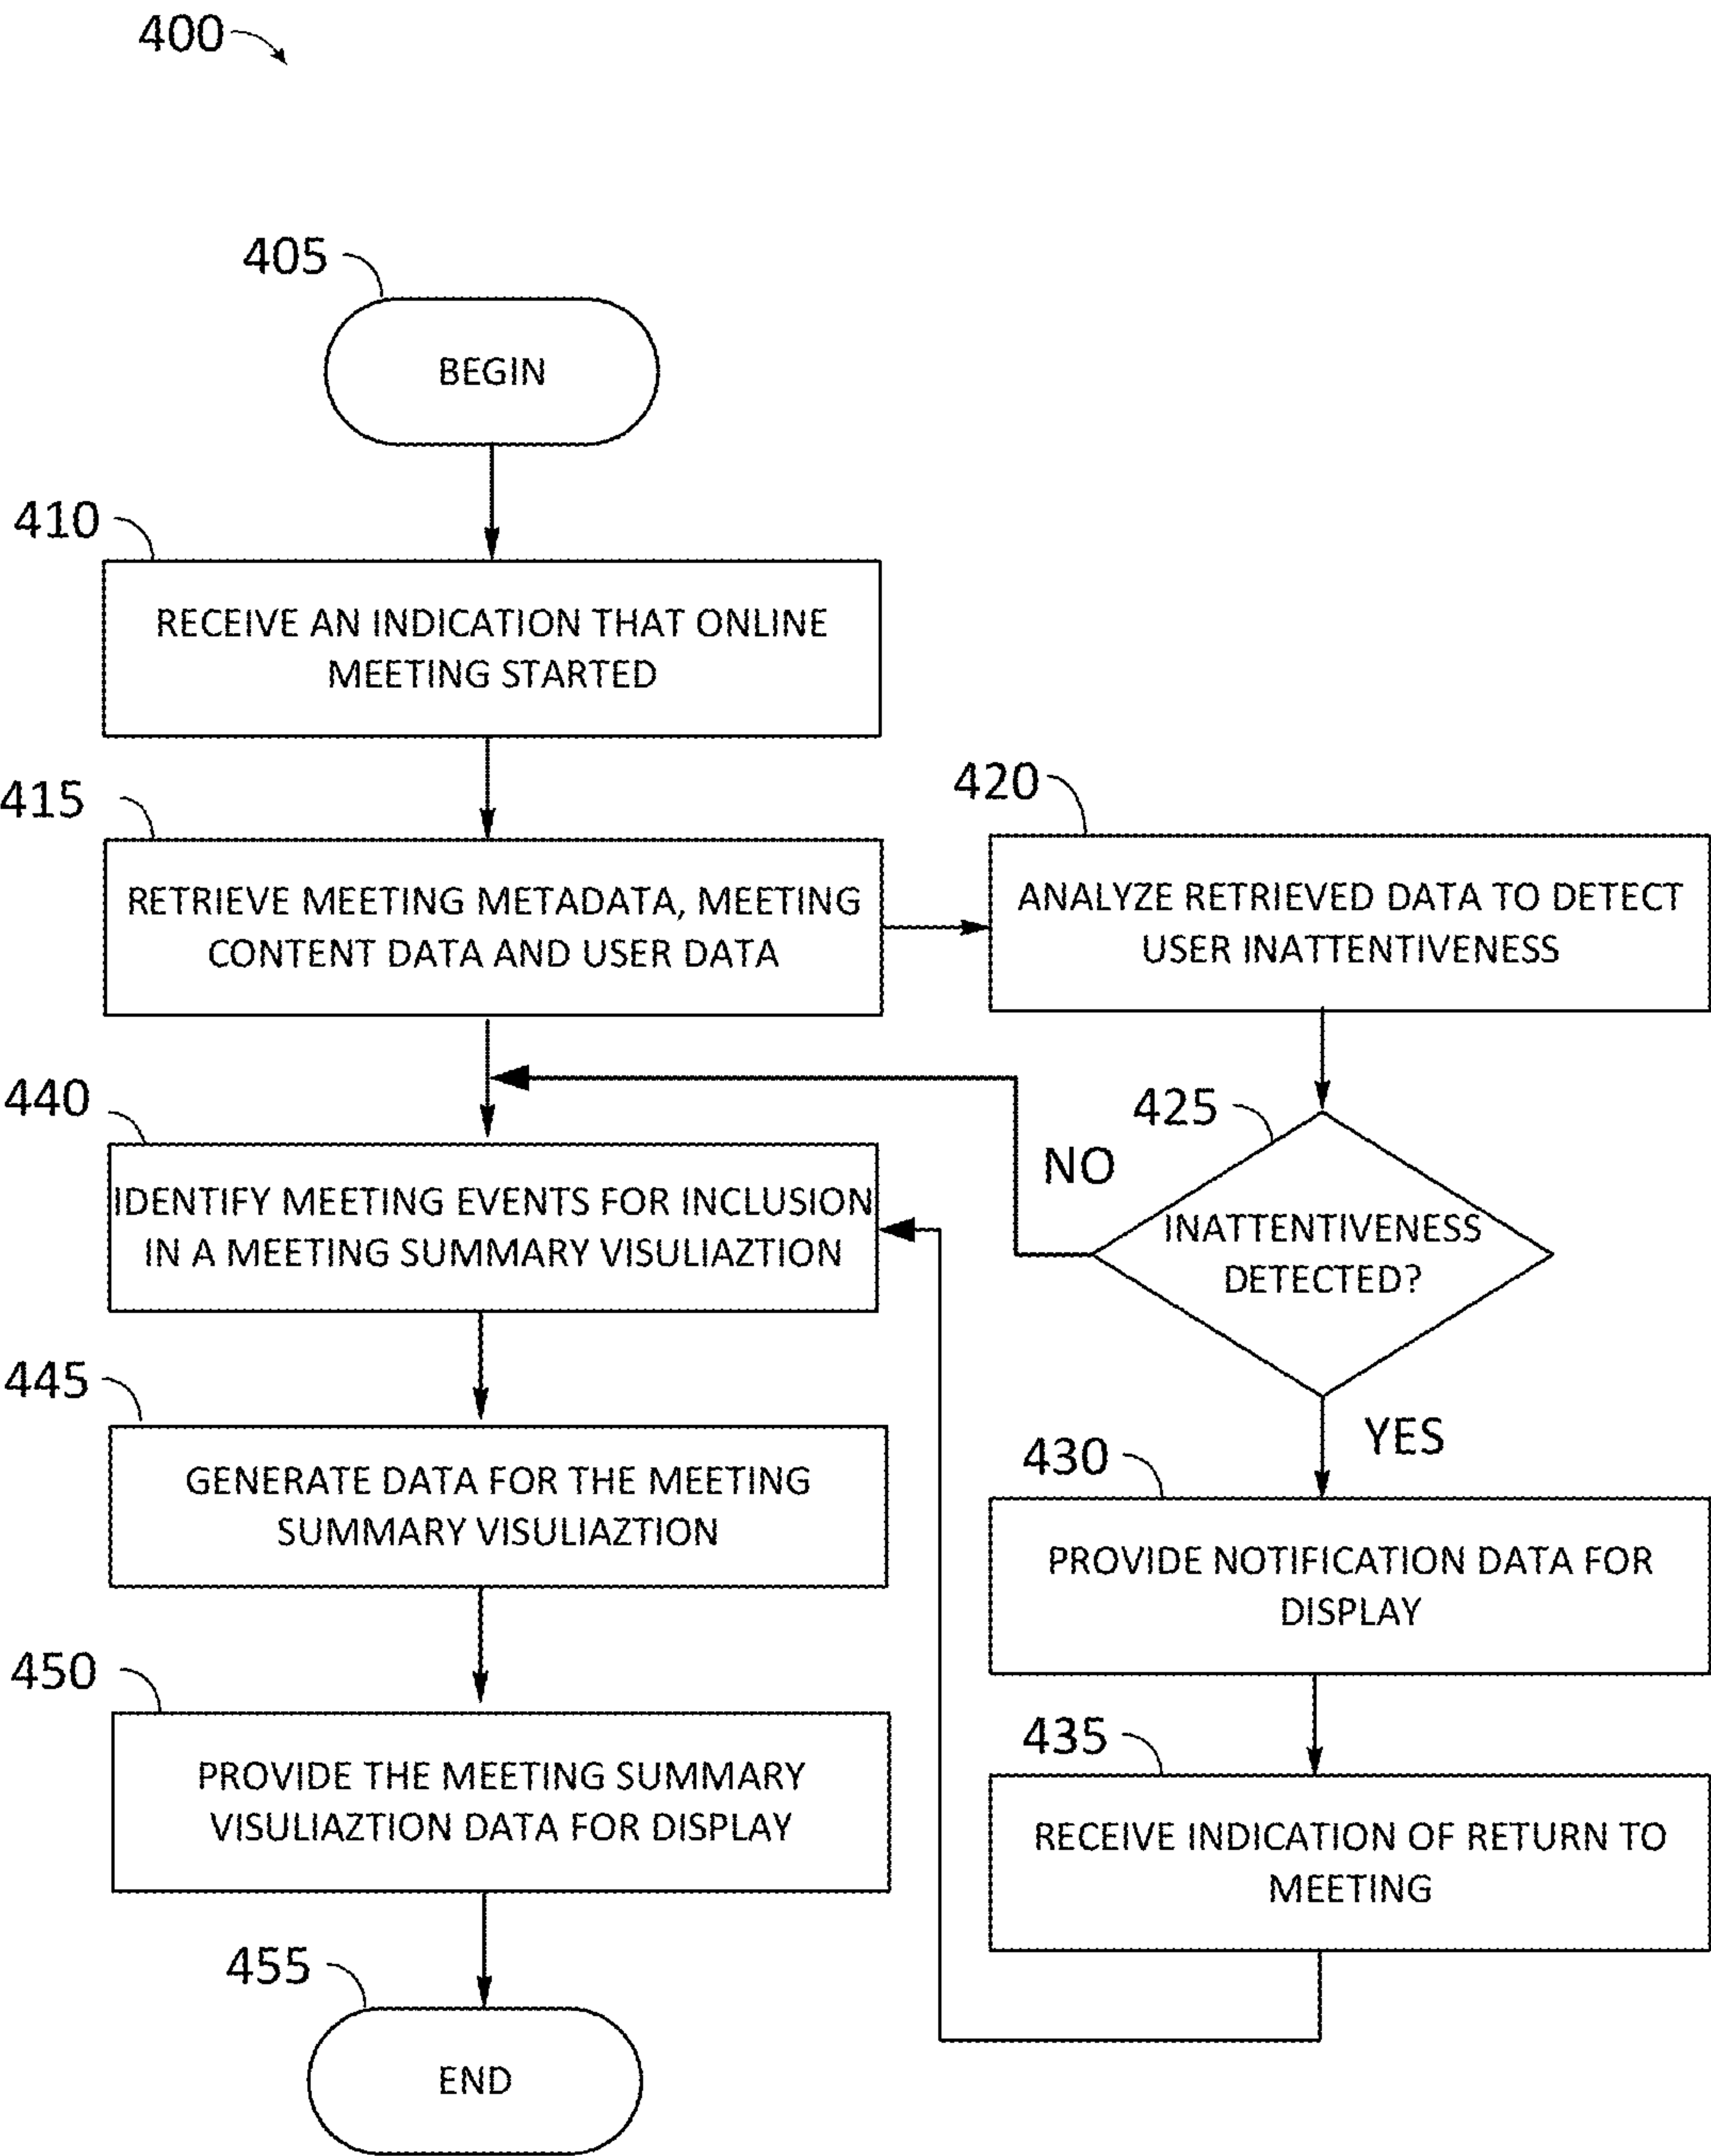 400
405
BEGIN
410
RECEIVE AN INDICATION THAT ONLINE
MEETING STARTED
415
RETRIEVE MEETING METADATA, MEETING
CONTENT DATA AND USER DATA
420
ANALYZE RETRIEVED DATA TO DETECT
USER INATTENTIVENESS
425
INATTENTIVENESS
DETECTED?
NO
YES
430
PROVIDE NOTIFICATION DATA FOR
DISPLAY
435
RECEIVE INDICATION OF RETURN TO
MEETING
440
IDENTIFY MEETING EVENTS FOR INCLUSION
IN A MEETING SUMMARY VISULIAZTION
445
GENERATE DATA FOR THE MEETING
SUMMARY VISULIAZTION
450
PROVIDE THE MEETING SUMMARY
VISULIAZTION DATA FOR DISPLAY
455
END